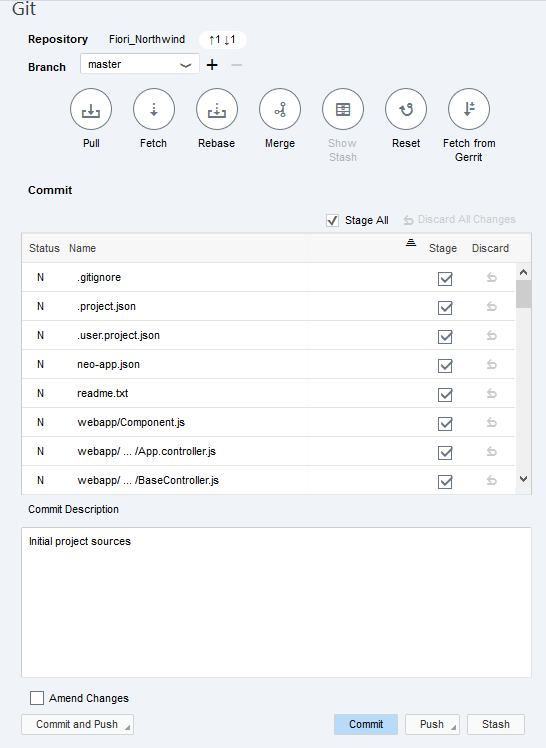 Git
Repository Fiori_Northwind ↑1 ↓1
Branch master + −
Pull Fetch Rebase Merge Show Stash Reset Fetch from Gerrit
Commit
Stage All Discard All Changes
Status Name Stage Discard
N .gitignore
N .project.json
N .user.project.json
N neo-app.json
N readme.txt
N webapp/Component.js
N webapp/ ... /App.controller.js
N webapp/ ... /BaseController.js
Commit Description
Initial project sources
Amend Changes
Commit and Push Commit Push Stash